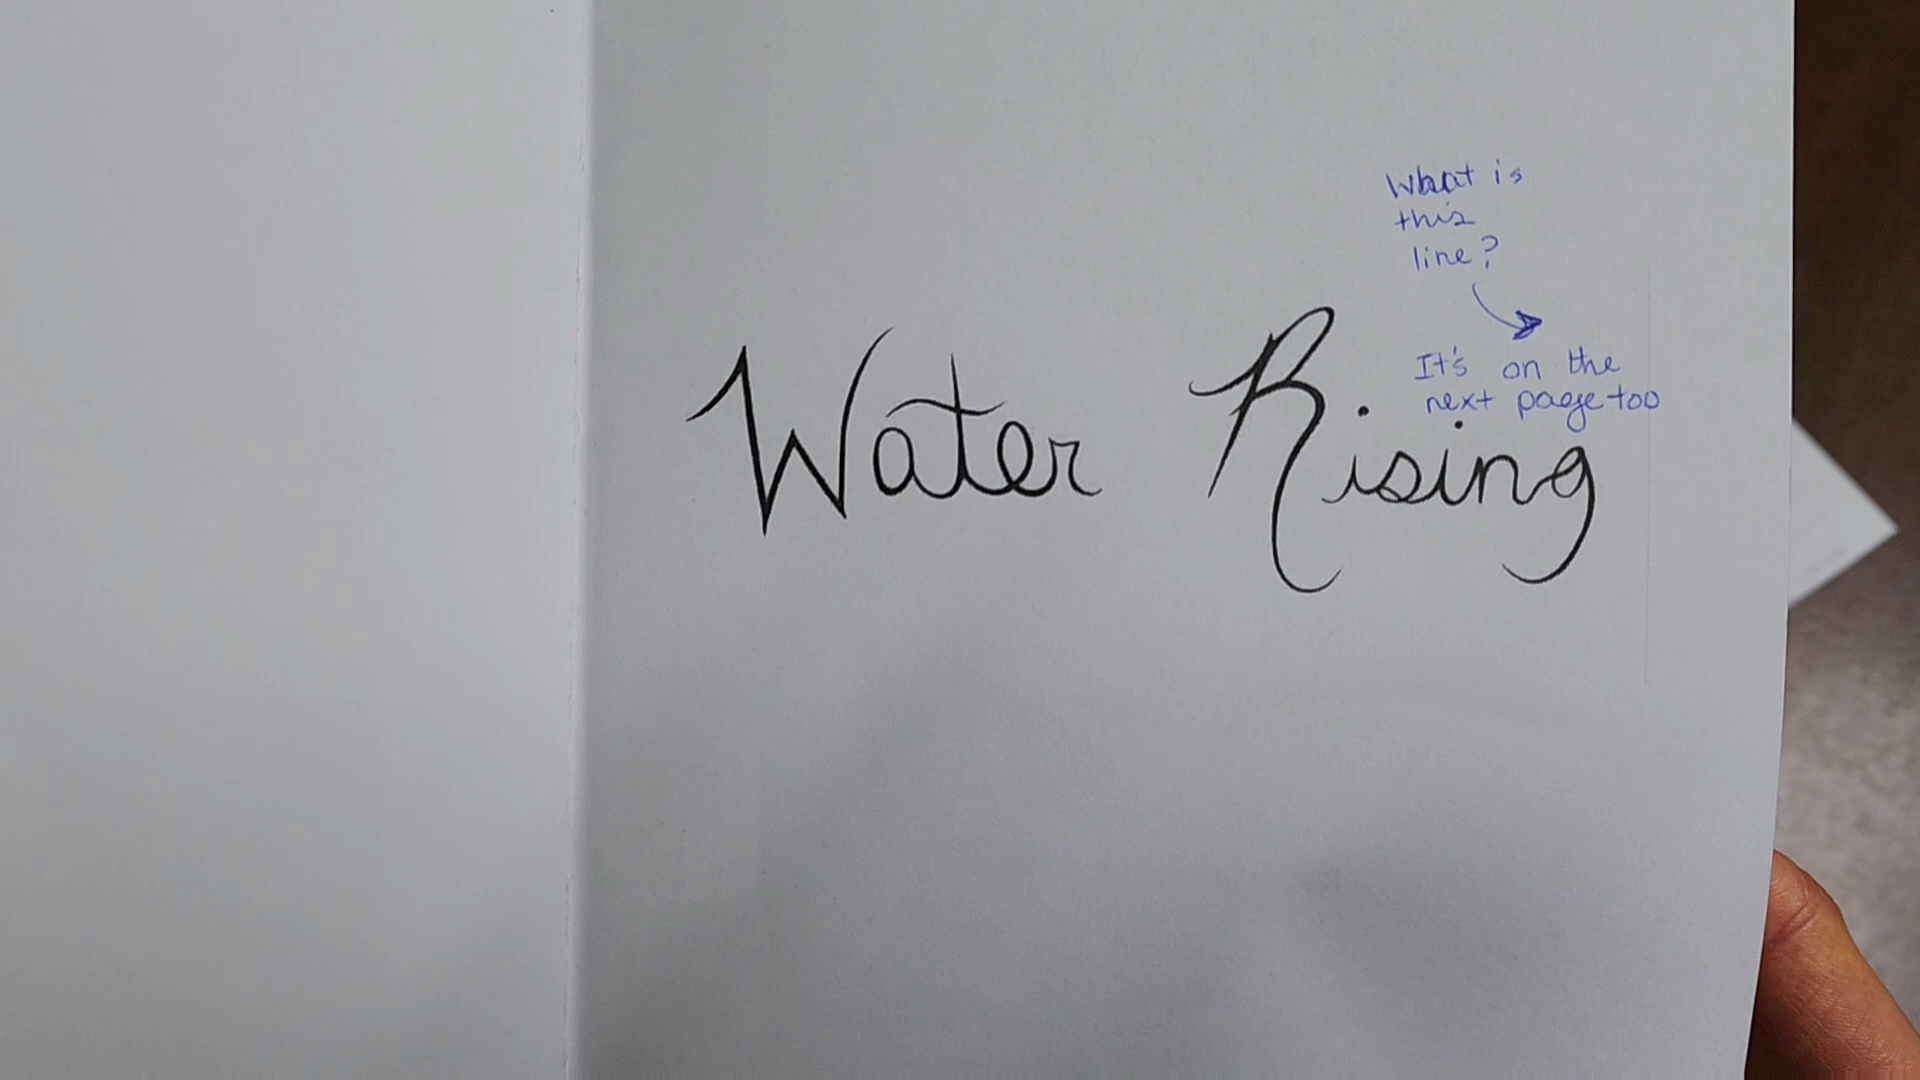 What is
this
line?
It's on the
next page too
Water Rising